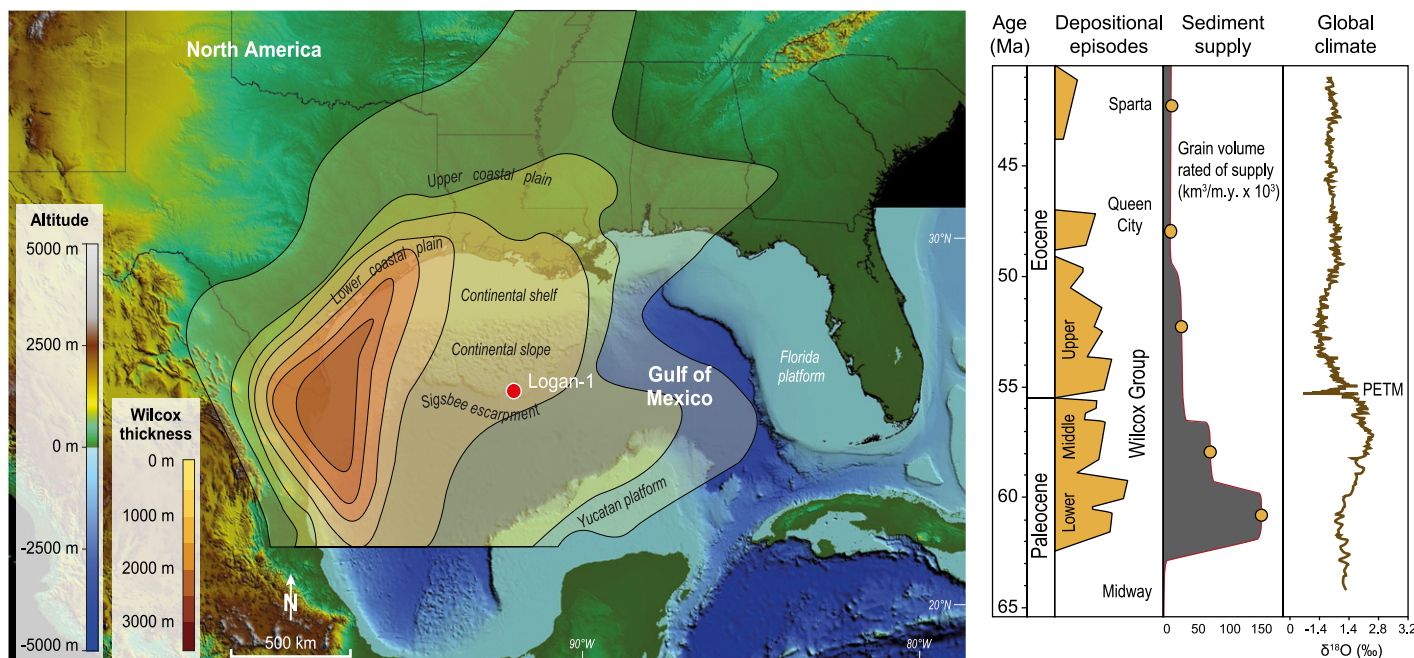 North America
Upper coastal plain
Lower coastal plain
Continental shelf
Continental slope
Logan-1
Sigsbee escarpment
Gulf of
Mexico
Florida
platform
Yucatan platform
30°N
20°N
90°W
80°W
N
500 km
Altitude
5000 m
2500 m
0 m
-2500 m
-5000 m
Wilcox
thickness
0 m
1000 m
2000 m
3000 m
Age
(Ma)
Depositional
episodes
Sediment
supply
Global
climate
45
50
55
60
65
Eocene
Paleocene
Upper
Middle
Lower
Sparta
Queen
City
Wilcox Group
Midway
Grain volume
rated of supply
(km³/m.y. x 10³)
PETM
0 50 100 150
0 -1.4 1.4 2.8 3.2
δ¹⁸O (‰)